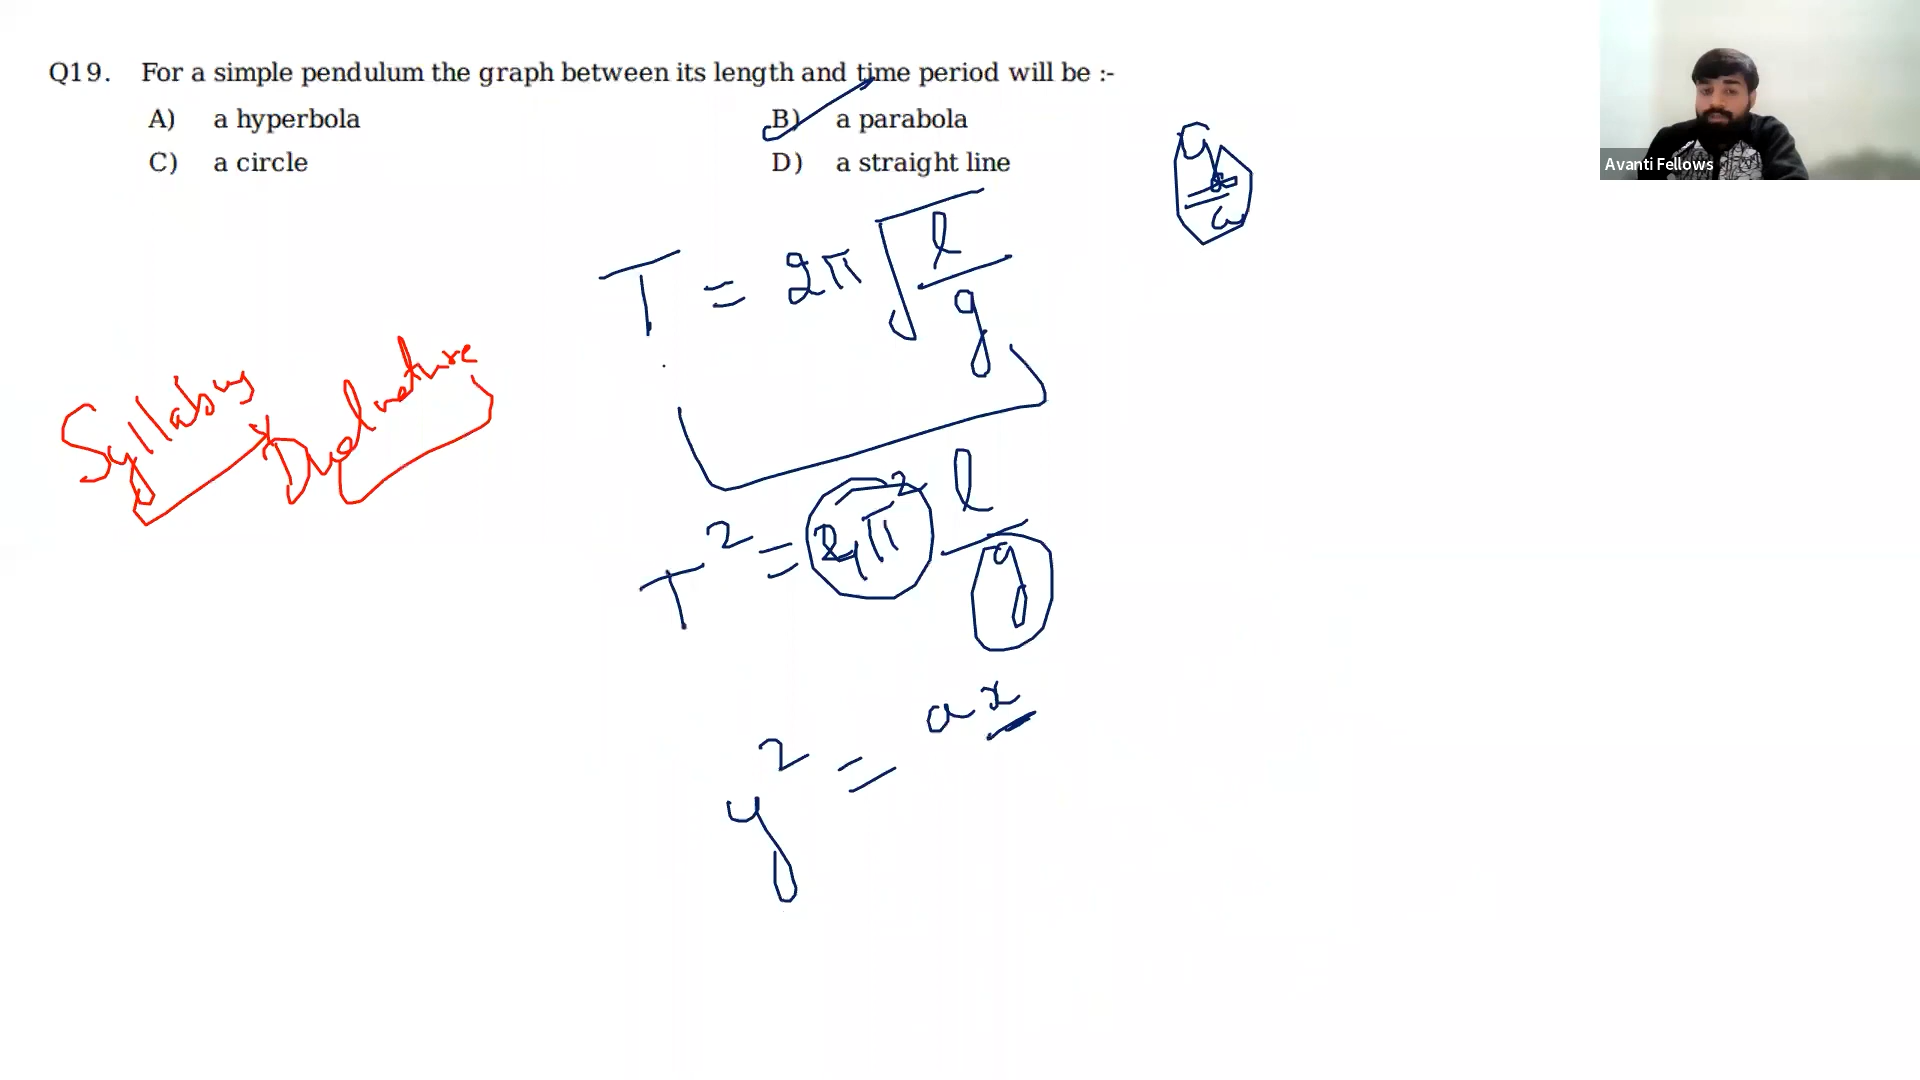 Q19. For a simple pendulum the graph between its length and time period will be :-
A) a hyperbola
B) a parabola
C) a circle
D) a straight line
Avanti Fellows
T = 2π √(l/g)
Syllabus
T² = 4π² l/g
y² = ax